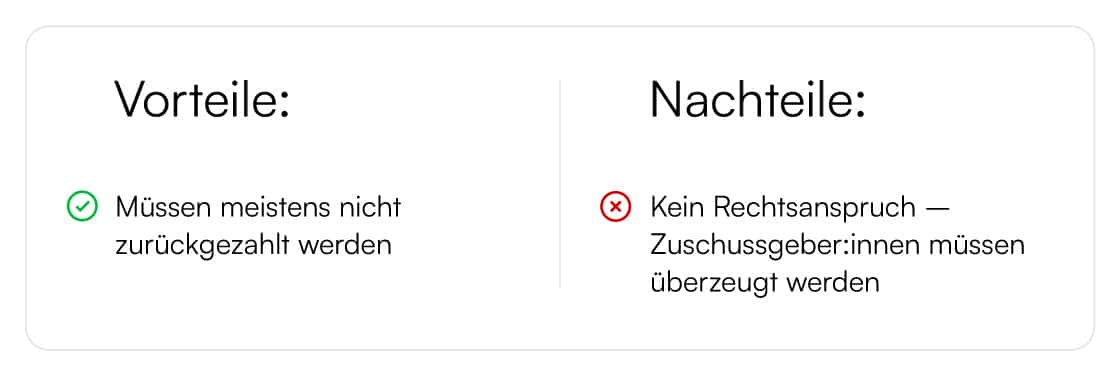 Vorteile:
Müssen meistens nicht
zurückgezahlt werden
Nachteile:
Kein Rechtsanspruch –
Zuschussgeber:innen müssen
überzeugt werden